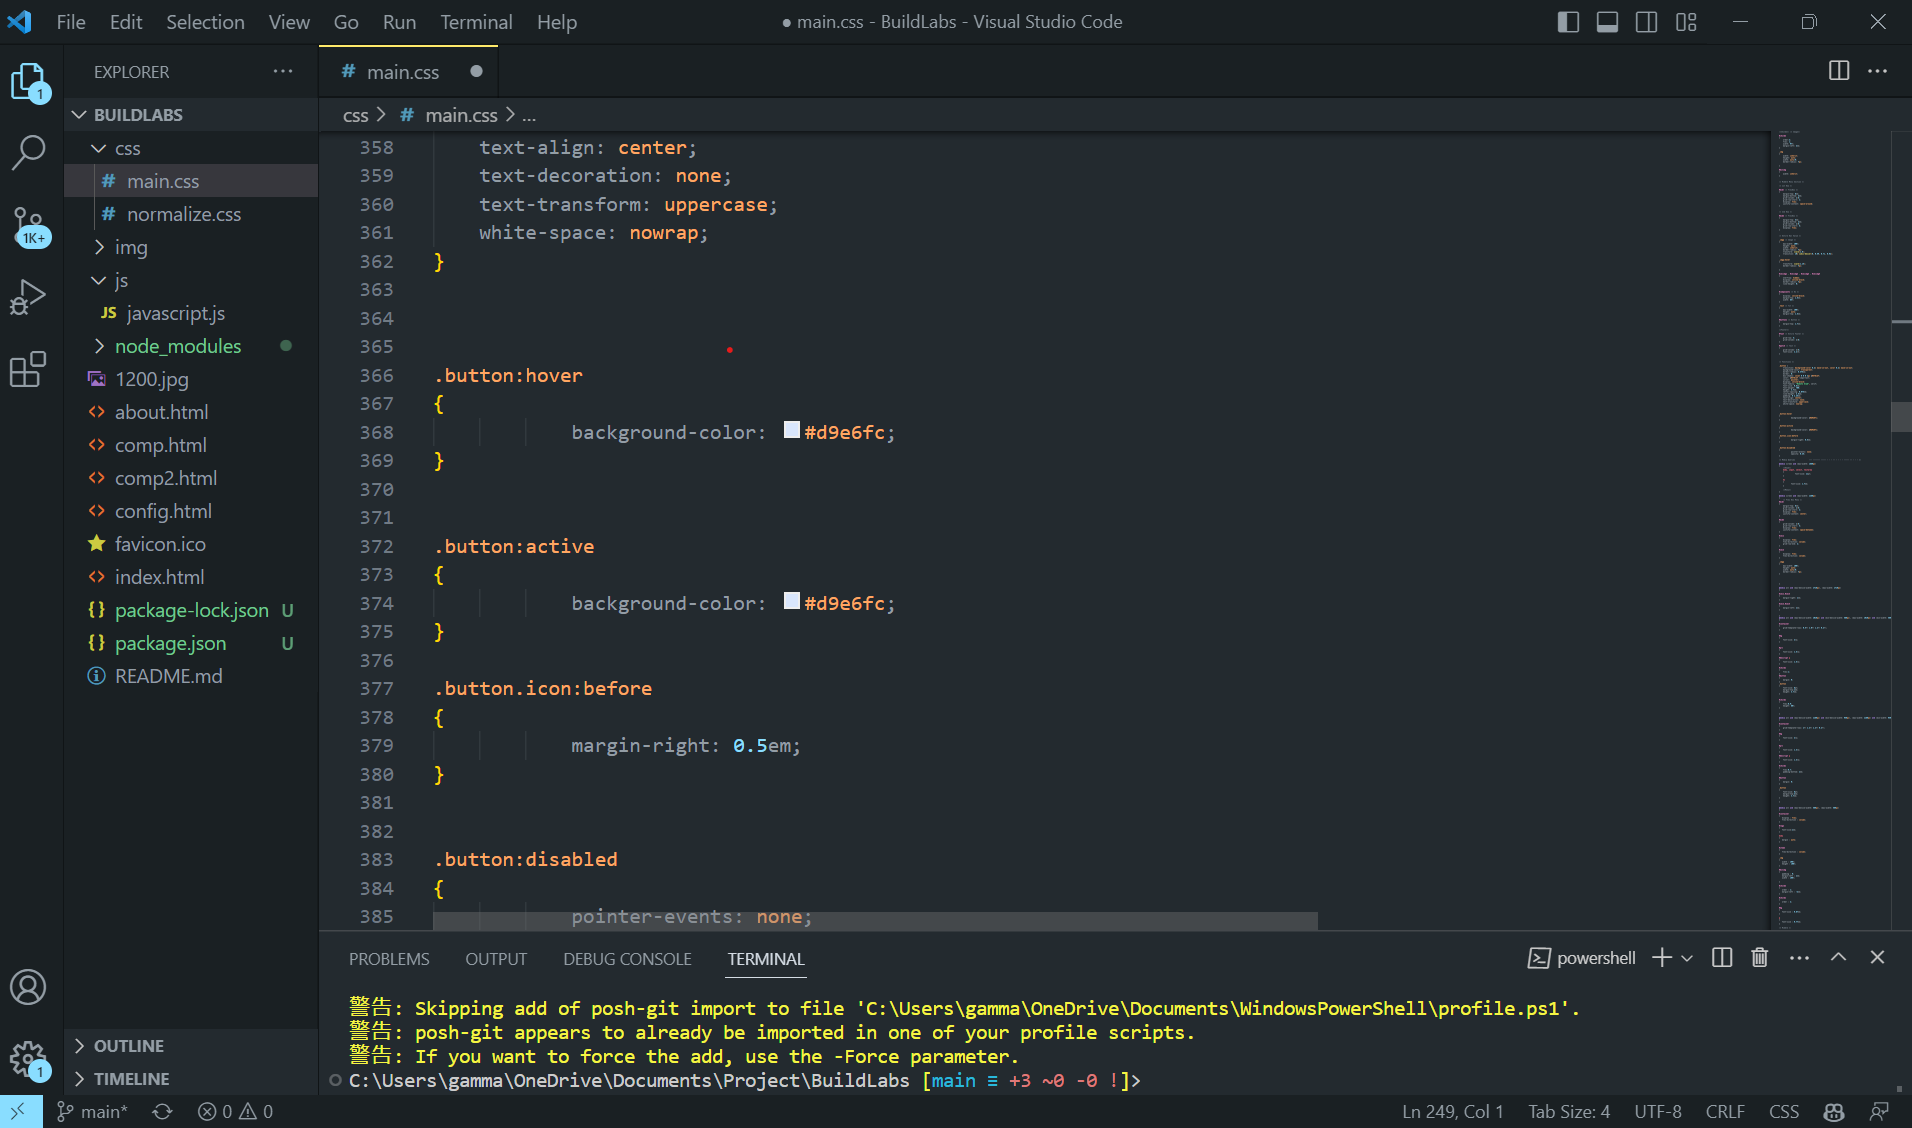 File Edit Selection View Go Run Terminal Help
● main.css - BuildLabs - Visual Studio Code
EXPLORER
BUILDLABS
css
# main.css
# normalize.css
img
js
JS javascript.js
node_modules
1200.jpg
about.html
comp.html
comp2.html
config.html
favicon.ico
index.html
{} package-lock.json U
{} package.json U
README.md
OUTLINE
TIMELINE
1
1K+
1
# main.css
css > # main.css > ...
358 text-align: center;
359 text-decoration: none;
360 text-transform: uppercase;
361 white-space: nowrap;
362 }
363
364
365
366 .button:hover
367 {
368 background-color: #d9e6fc;
369 }
370
371
372 .button:active
373 {
374 background-color: #d9e6fc;
375 }
376
377 .button.icon:before
378 {
379 margin-right: 0.5em;
380 }
381
382
383 .button:disabled
384 {
385 pointer-events: none;
PROBLEMS OUTPUT DEBUG CONSOLE TERMINAL
powershell
警告: Skipping add of posh-git import to file 'C:\Users\gamma\OneDrive\Documents\WindowsPowerShell\profile.ps1'.
警告: posh-git appears to already be imported in one of your profile scripts.
警告: If you want to force the add, use the -Force parameter.
C:\Users\gamma\OneDrive\Documents\Project\BuildLabs [main ≡ +3 ~0 -0 !]>
main* 0 0
Ln 249, Col 1 Tab Size: 4 UTF-8 CRLF CSS